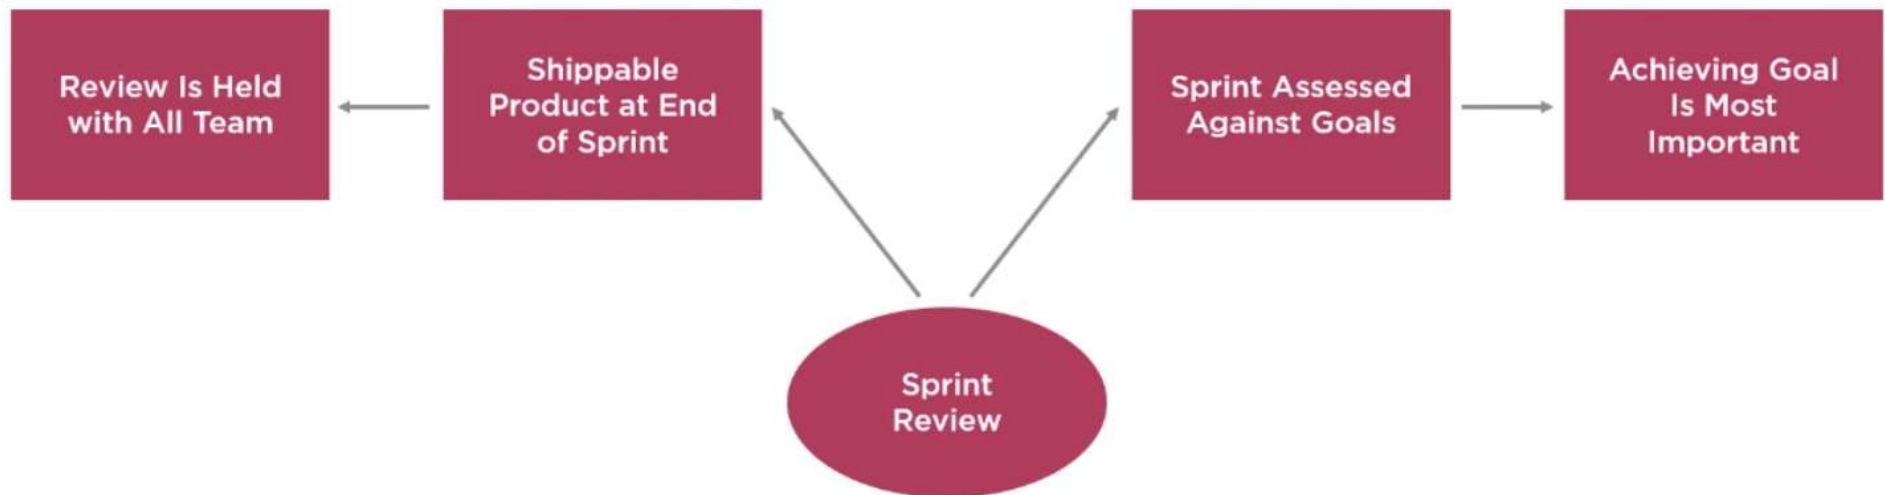 Review Is Held
with All Team
Shippable
Product at End
of Sprint
Sprint Assessed
Against Goals
Achieving Goal
Is Most
Important
Sprint
Review